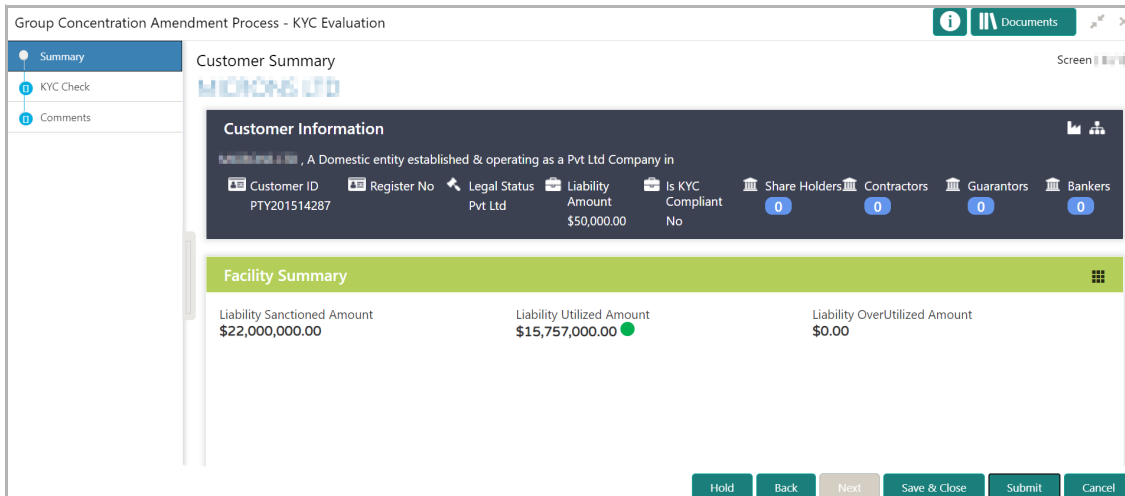 Group Concentration Amendment Process - KYC Evaluation
Documents
Summary
KYC Check
Comments
Customer Summary
Screen
Customer Information
, A Domestic entity established & operating as a Pvt Ltd Company in
Customer ID
PTY201514287
Register No
Legal Status
Pvt Ltd
Liability
Amount
$50,000.00
Is KYC
Compliant
No
Share Holders
0
Contractors
0
Guarantors
0
Bankers
0
Facility Summary
Liability Sanctioned Amount
$22,000,000.00
Liability Utilized Amount
$15,757,000.00
Liability OverUtilized Amount
$0.00
Hold
Back
Next
Save & Close
Submit
Cancel